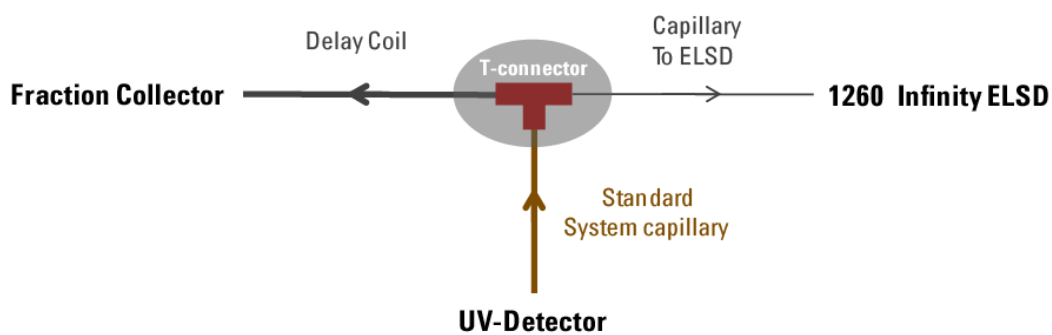 Delay Coil
T-connector
Capillary
To ELSD
Fraction Collector
1260 Infinity ELSD
Standard
System capillary
UV-Detector